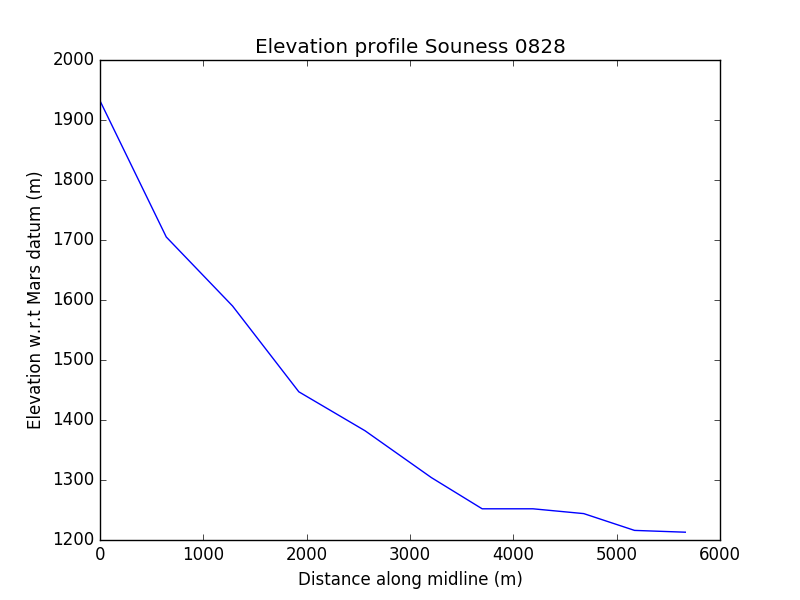 Elevation profile Souness 0828
2000
1900
1800
1700
1600
1500
1400
1300
1200
Elevation w.r.t Mars datum (m)
0 1000 2000 3000 4000 5000 6000
Distance along midline (m)